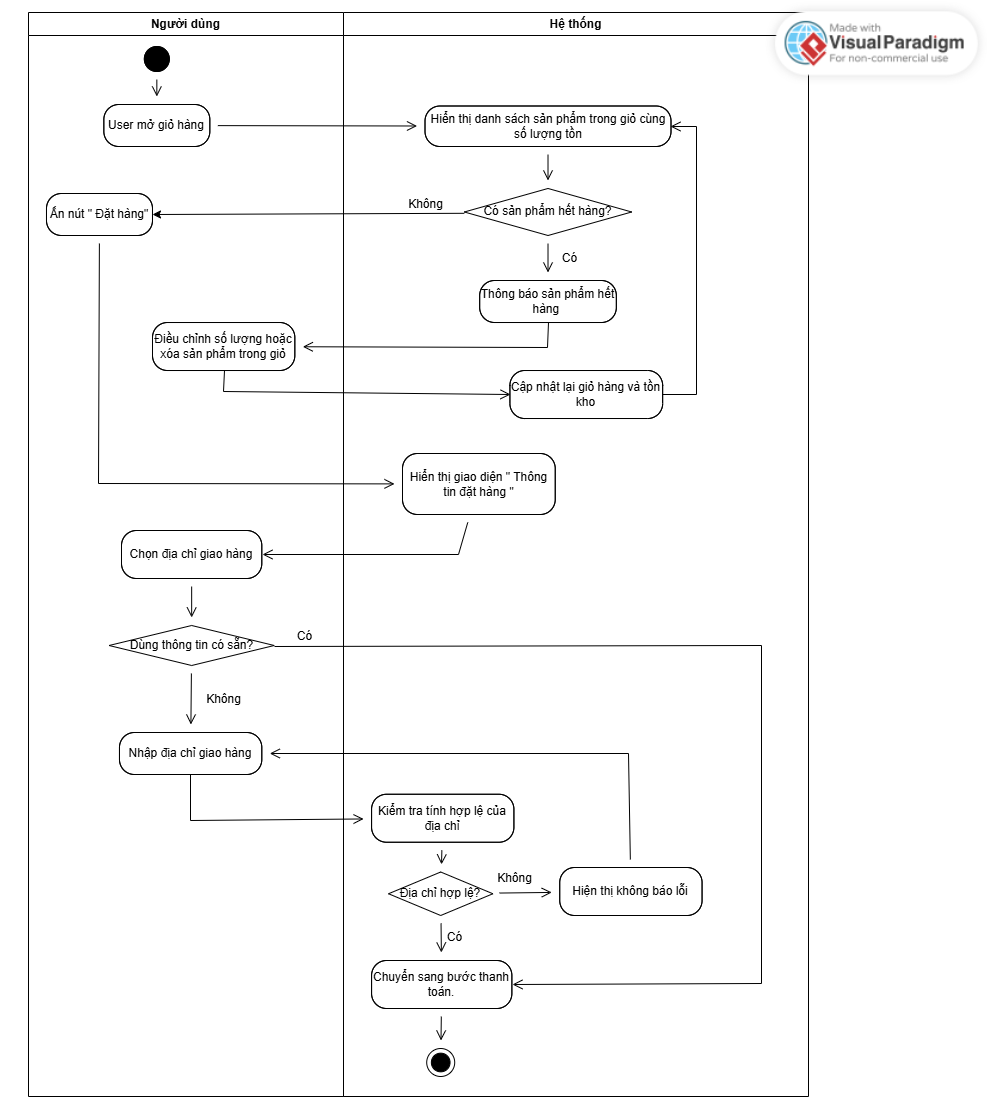 Người dùng
Hệ thống
Made with
VisualParadigm
For non-commercial use
User mở giỏ hàng
Hiển thị danh sách sản phẩm trong giỏ cùng
số lượng tồn
Ấn nút " Đặt hàng"
Không
Có sản phẩm hết hàng?
Có
Thông báo sản phẩm hết
hàng
Điều chỉnh số lượng hoặc
xóa sản phẩm trong giỏ
Cập nhật lại giỏ hàng và tồn
kho
Hiển thị giao diện " Thông
tin đặt hàng "
Chọn địa chỉ giao hàng
Dùng thông tin có sẵn?
Có
Không
Nhập địa chỉ giao hàng
Kiểm tra tính hợp lệ của
địa chỉ
Địa chỉ hợp lệ?
Không
Hiện thị không báo lỗi
Có
Chuyển sang bước thanh
toán.